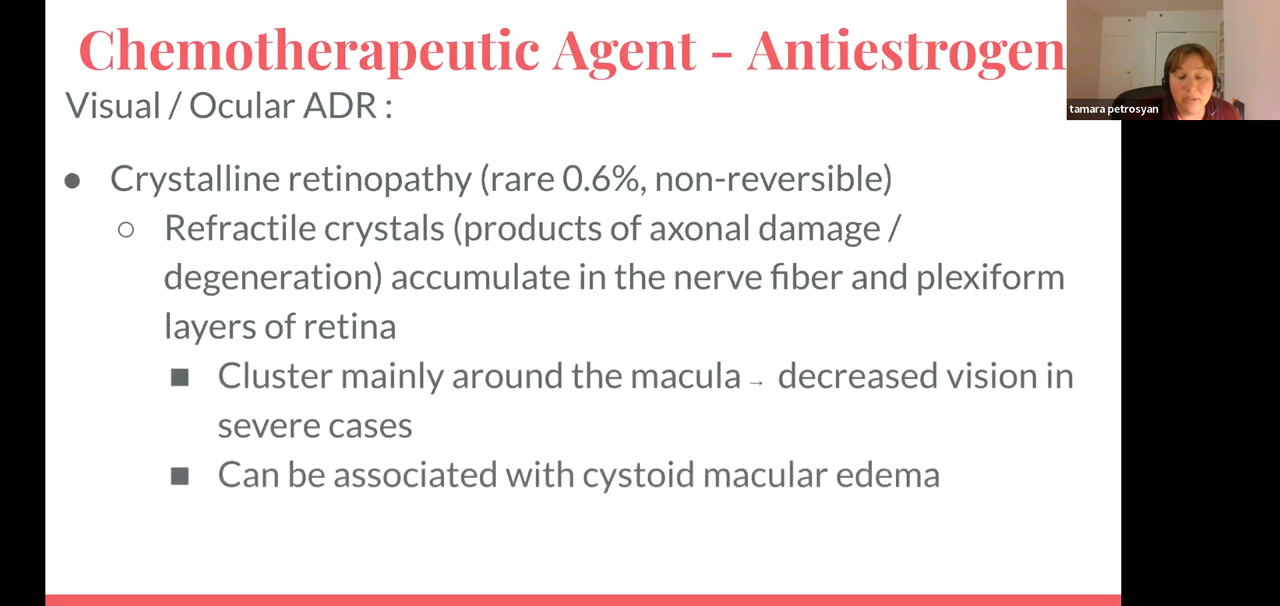 Chemotherapeutic Agent - Antiestrogen
tamara petrosyan
Visual / Ocular ADR :
● Crystalline retinopathy (rare 0.6%, non-reversible)
○ Refractile crystals (products of axonal damage /
degeneration) accumulate in the nerve fiber and plexiform
layers of retina
■ Cluster mainly around the macula → decreased vision in
severe cases
■ Can be associated with cystoid macular edema